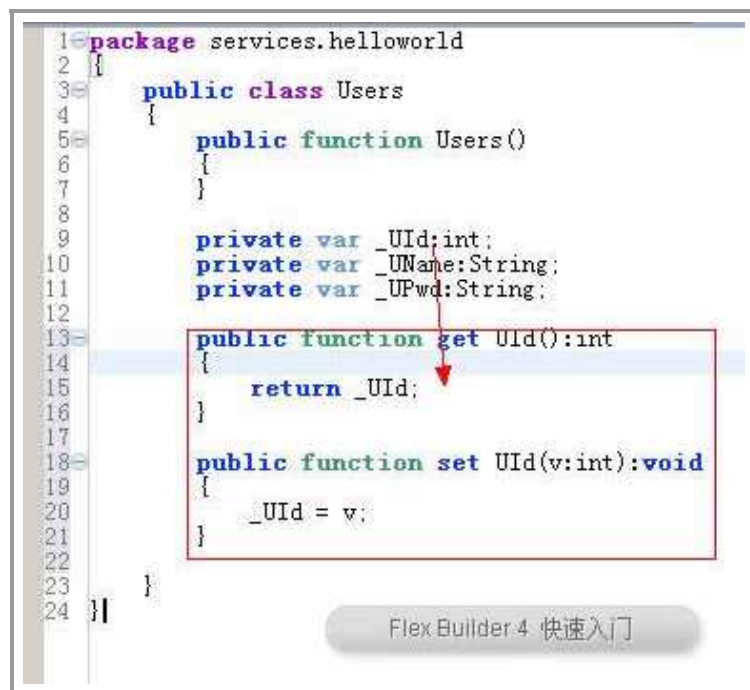 1 package services.helloworld
2 {
3 public class Users
4 {
5 public function Users()
6 {
7 }
8
9 private var _UId:int;
10 private var _UName:String;
11 private var _UPwd:String;
12
13 public function get UId():int
14 {
15 return _UId;
16 }
17
18 public function set UId(v:int):void
19 {
20 _UId = v;
21 }
22
23 }
24 }
Flex Builder 4 快速入门